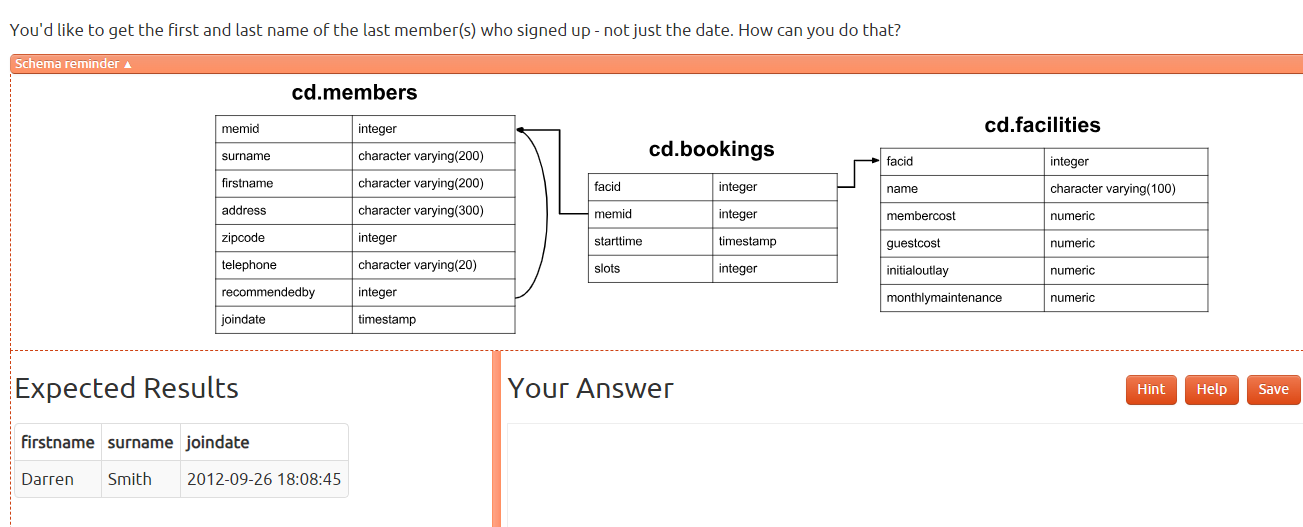 You'd like to get the first and last name of the last member(s) who signed up - not just the date. How can you do that?
Schema reminder ▲
cd.members
memid integer
surname character varying(200)
firstname character varying(200)
address character varying(300)
zipcode integer
telephone character varying(20)
recommendedby integer
joindate timestamp
cd.bookings
facid integer
memid integer
starttime timestamp
slots integer
cd.facilities
facid integer
name character varying(100)
membercost numeric
guestcost numeric
initialoutlay numeric
monthlymaintenance numeric
Expected Results
firstname surname joindate
Darren Smith 2012-09-26 18:08:45
Your Answer
Hint Help Save